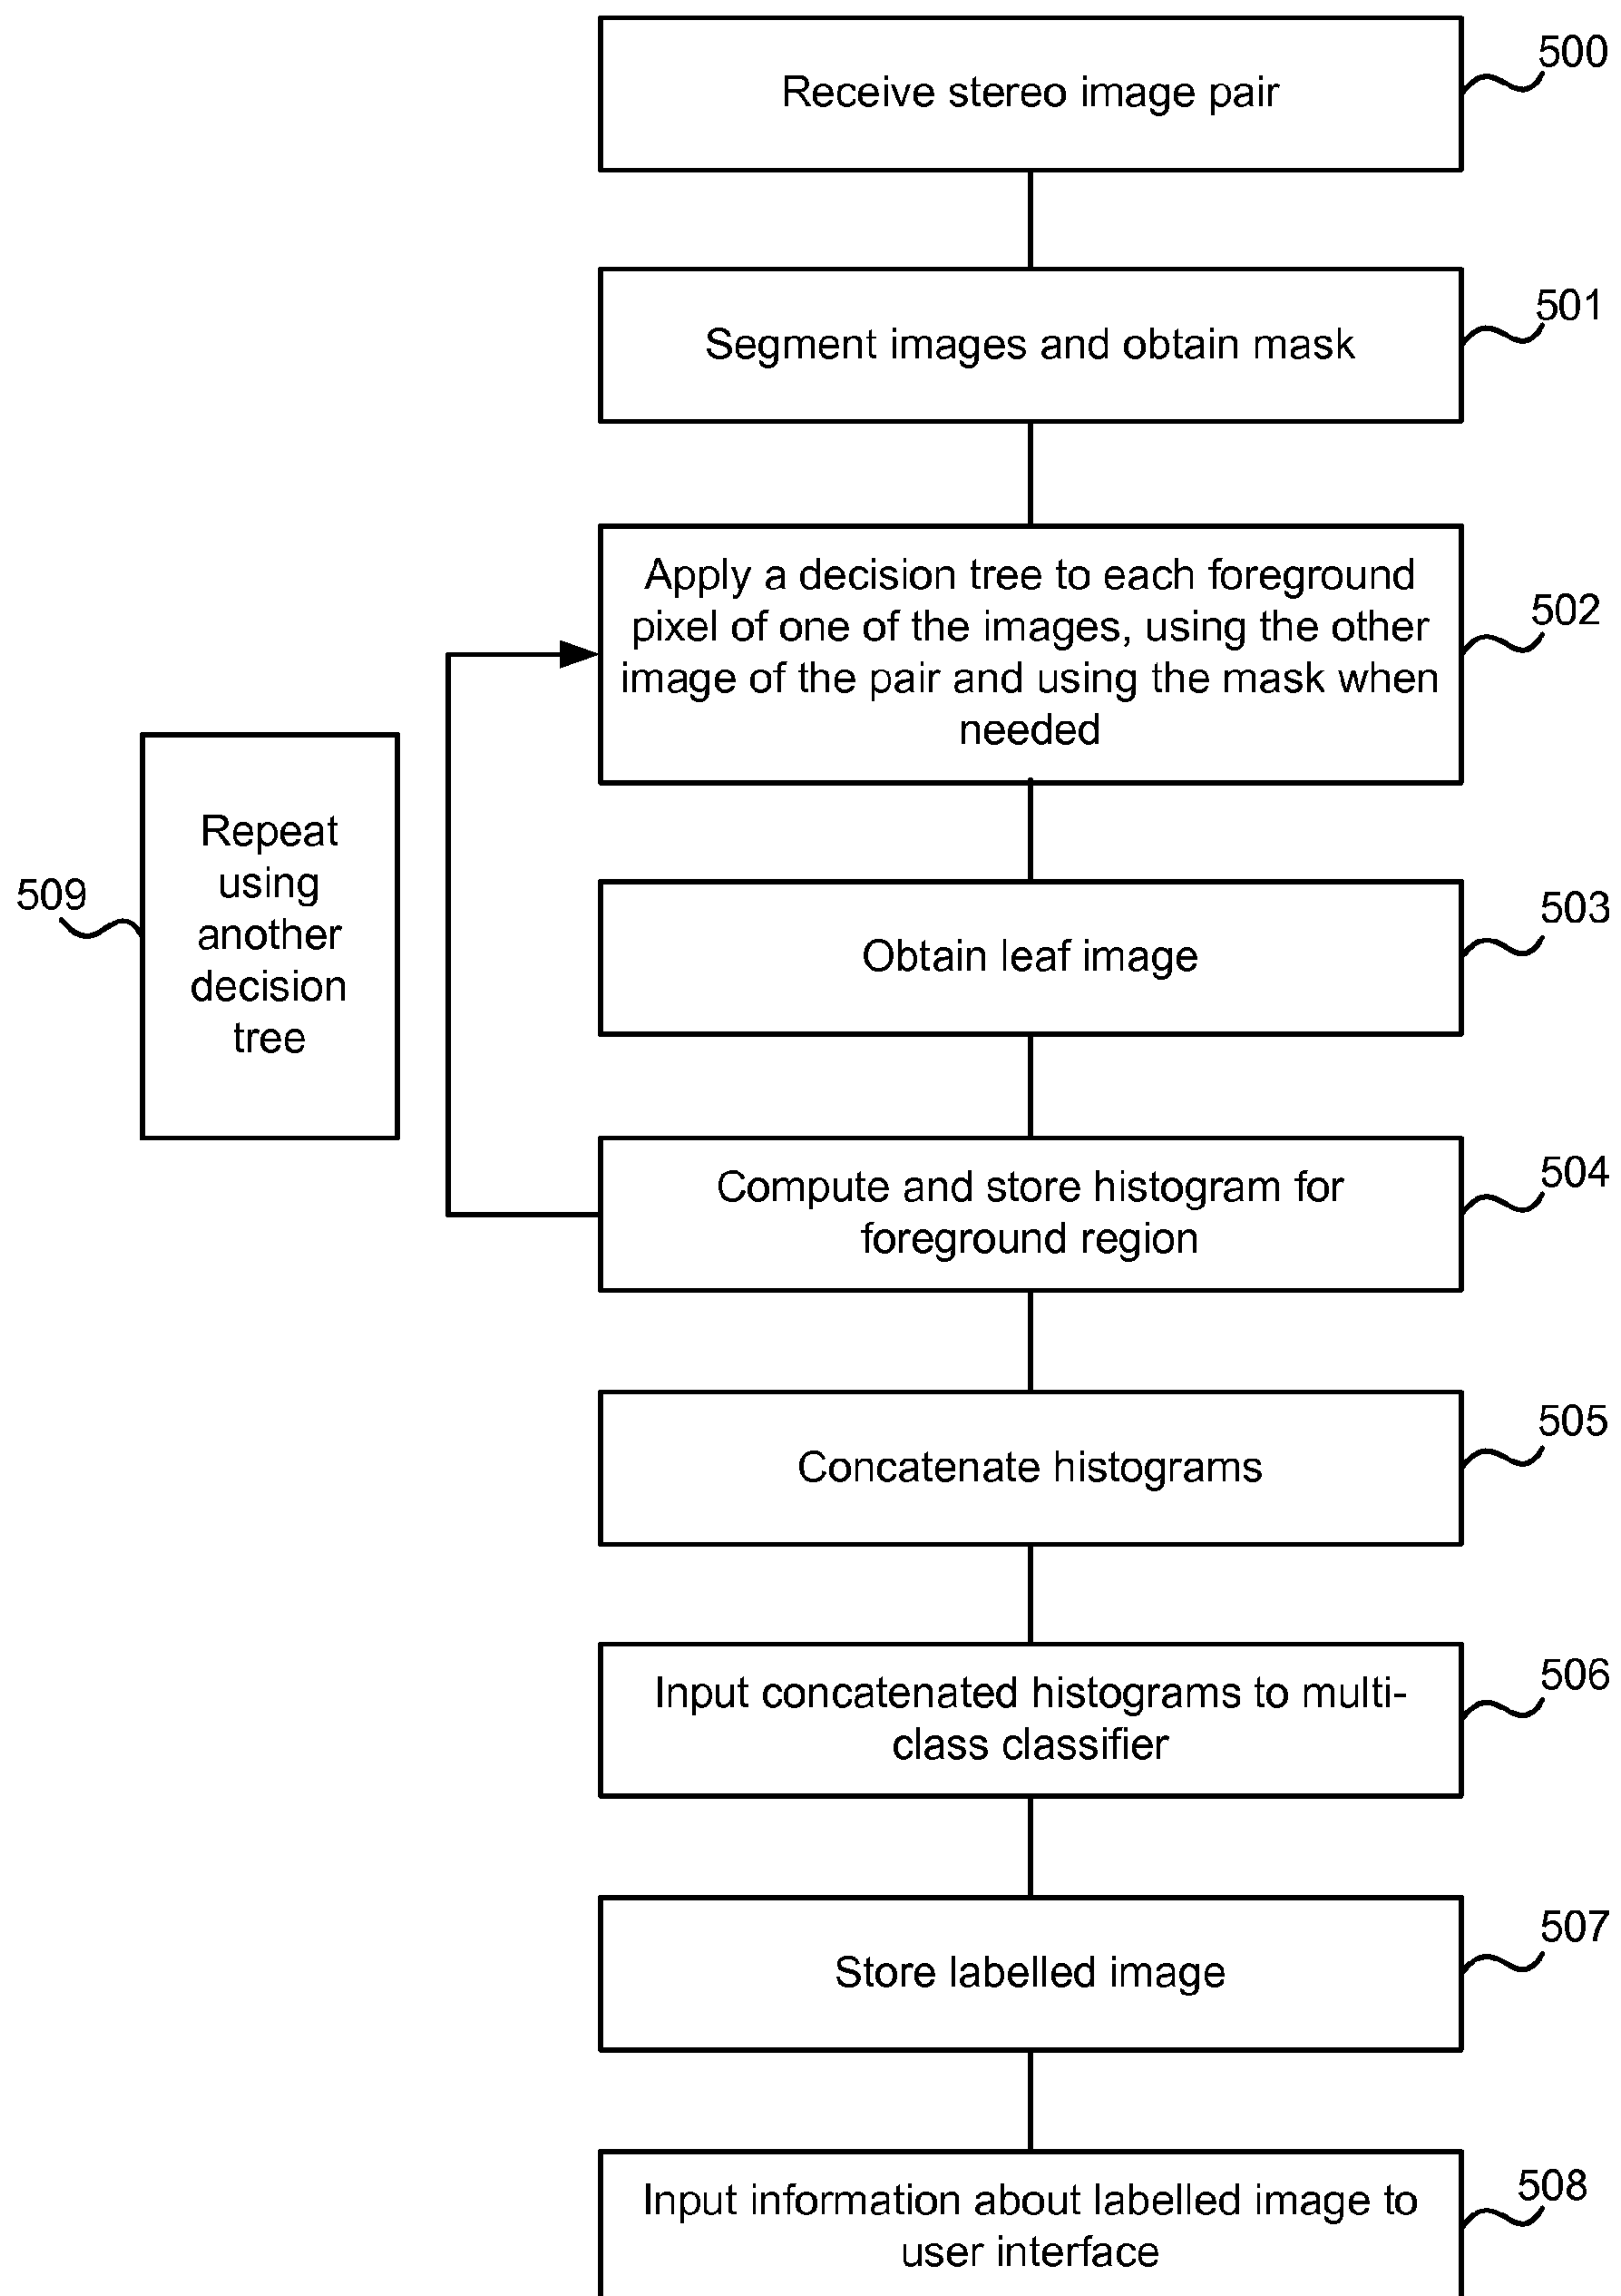 Receive stereo image pair
500
Segment images and obtain mask
501
Apply a decision tree to each foreground
pixel of one of the images, using the other
image of the pair and using the mask when
needed
502
Repeat
using
another
decision
tree
509
Obtain leaf image
503
Compute and store histogram for
foreground region
504
Concatenate histograms
505
Input concatenated histograms to multi-
class classifier
506
Store labelled image
507
Input information about labelled image to
user interface
508